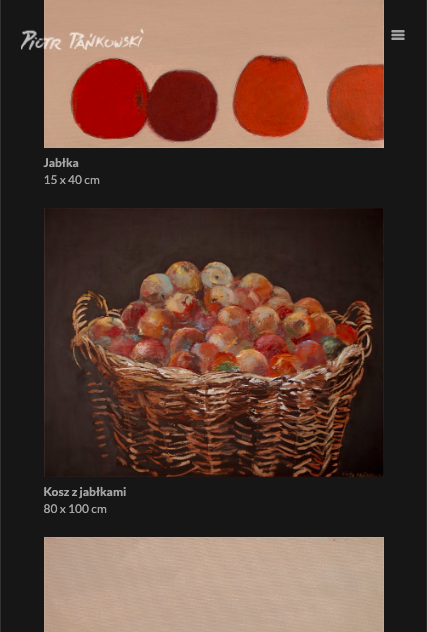 Piotr Pańkowski
Jabłka
15 x 40 cm
Kosz z jabłkami
80 x 100 cm